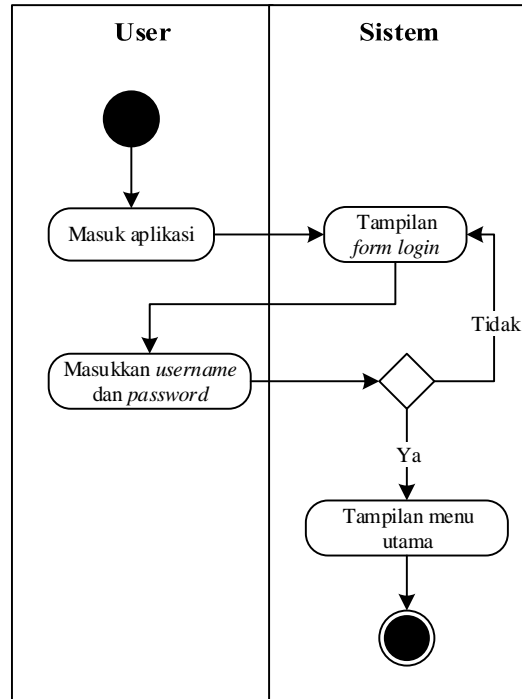 User
Sistem
Masuk aplikasi
Tampilan
form login
Tidak
Masukkan username
dan password
Ya
Tampilan menu
utama